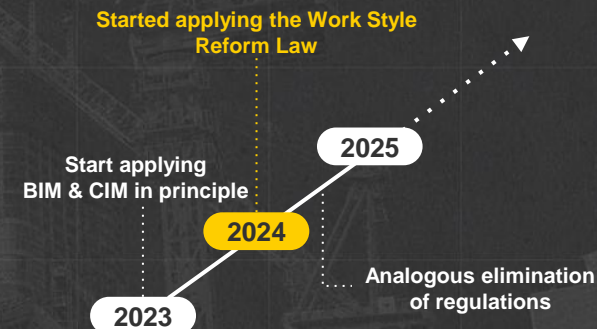 Started applying the Work Style
Reform Law
2025
Start applying
BIM & CIM in principle
2024
Analogous elimination
of regulations
2023